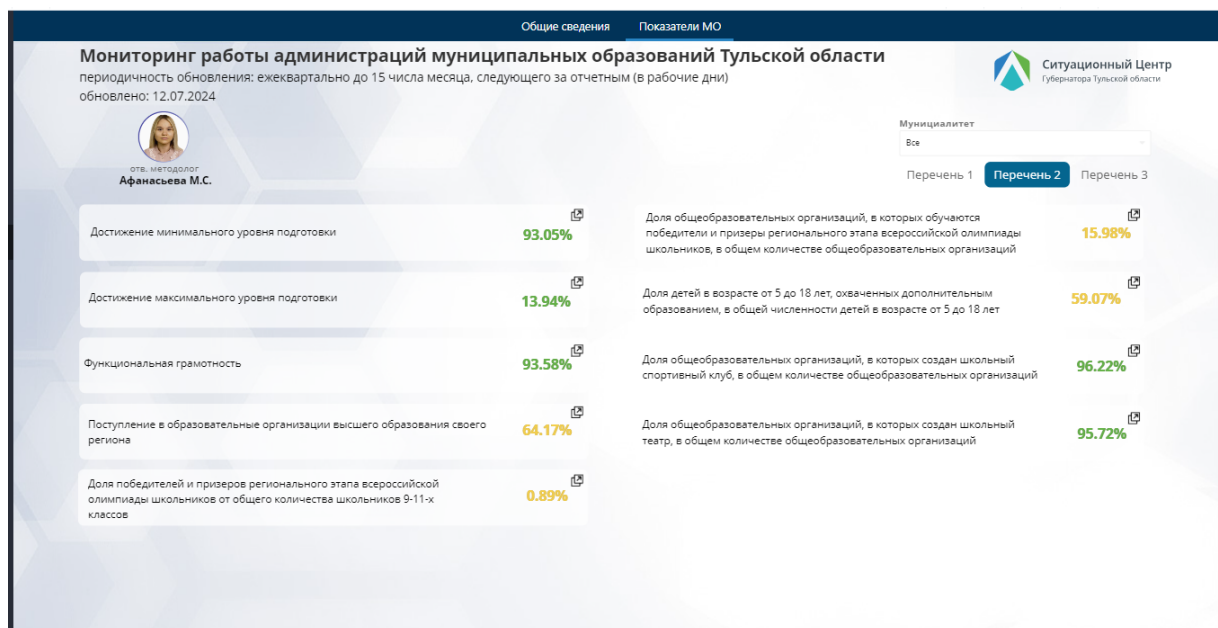 Общие сведения
Показатели МО
Мониторинг работы администраций муниципальных образований Тульской области
периодичность обновления: ежеквартально до 15 числа месяца, следующего за отчетным (в рабочие дни)
обновлено: 12.07.2024
Ситуационный Центр
Губернатора Тульской области
отв. методолог
Афанасьева М.С.
Муниципалитет
Все
Перечень 1
Перечень 2
Перечень 3
Достижение минимального уровня подготовки
93.05%
Достижение максимального уровня подготовки
13.94%
Функциональная грамотность
93.58%
Поступление в образовательные организации высшего образования своего
региона
64.17%
Доля победителей и призеров регионального этапа всероссийской
олимпиады школьников от общего количества школьников 9-11-х
классов
0.89%
Доля общеобразовательных организаций, в которых обучаются
победители и призеры регионального этапа всероссийской олимпиады
школьников, в общем количестве общеобразовательных организаций
15.98%
Доля детей в возрасте от 5 до 18 лет, охваченных дополнительным
образованием, в общей численности детей в возрасте от 5 до 18 лет
59.07%
Доля общеобразовательных организаций, в которых создан школьный
спортивный клуб, в общем количестве общеобразовательных организаций
96.22%
Доля общеобразовательных организаций, в которых создан школьный
театр, в общем количестве общеобразовательных организаций
95.72%